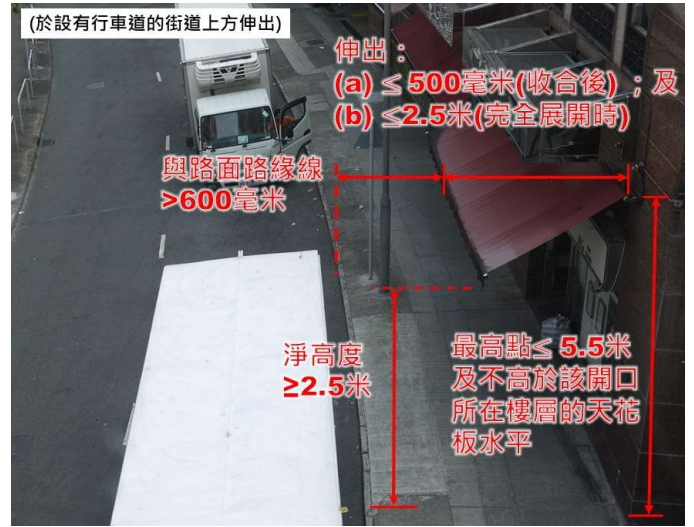 (於設有行車道的街道上方伸出)
伸出：
(a) ≤ 500毫米(收合後) ；及
(b) ≤2.5米(完全展開時)
與路面路緣線
>600毫米
淨高度
≥2.5米
最高點≤ 5.5米
及不高於該開口
所在樓層的天花
板水平